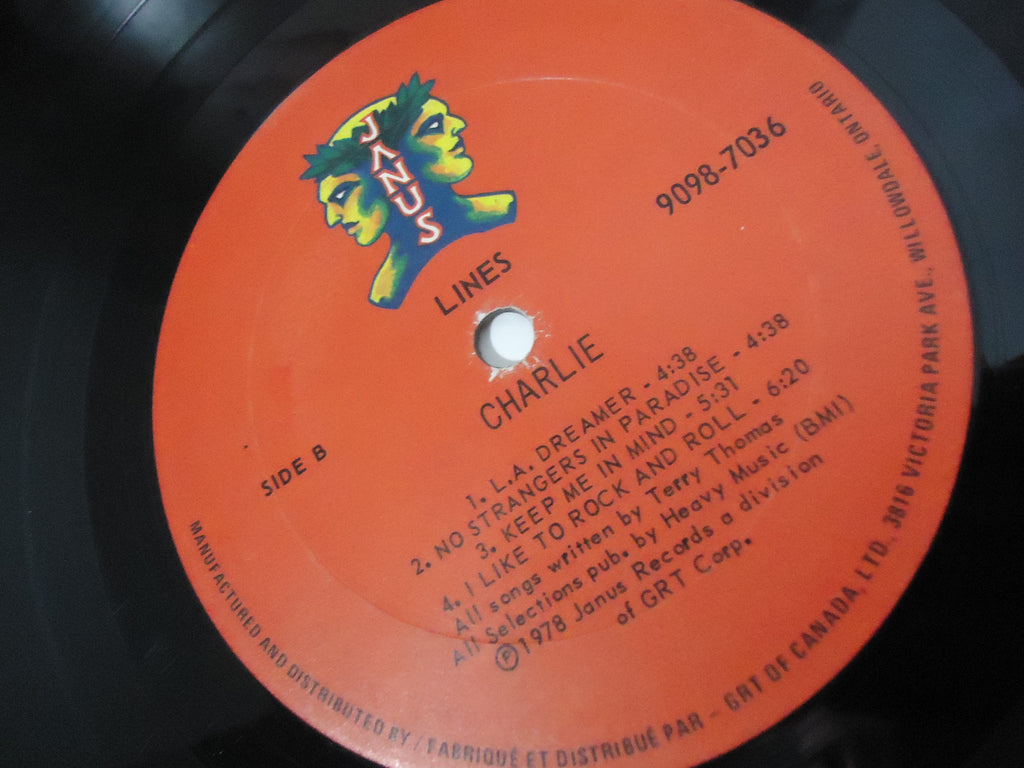 JANUS
9098-7036
LINES
CHARLIE
SIDE B
1. L.A. DREAMER - 4:38
2. NO STRANGERS IN PARADISE - 4:38
3. KEEP ME IN MIND - 5:31
4. I LIKE TO ROCK AND ROLL - 6:20
All songs written by Terry Thomas
All Selections pub. by Heavy Music (BMI)
Ⓟ1978 Janus Records a division
of GRT Corp.
MANUFACTURED AND DISTRIBUTED BY / FABRIQUÉ ET DISTRIBUÉ PAR - GRT OF CANADA, LTD., 3816 VICTORIA PARK AVE., WILLOWDALE, ONTARIO